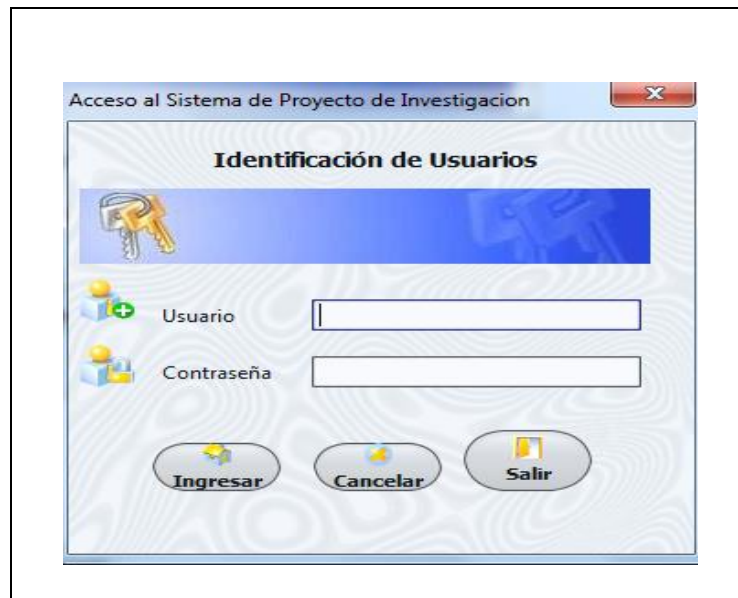 Acceso al Sistema de Proyecto de Investigacion
Identificación de Usuarios
Usuario
Contraseña
Ingresar
Cancelar
Salir